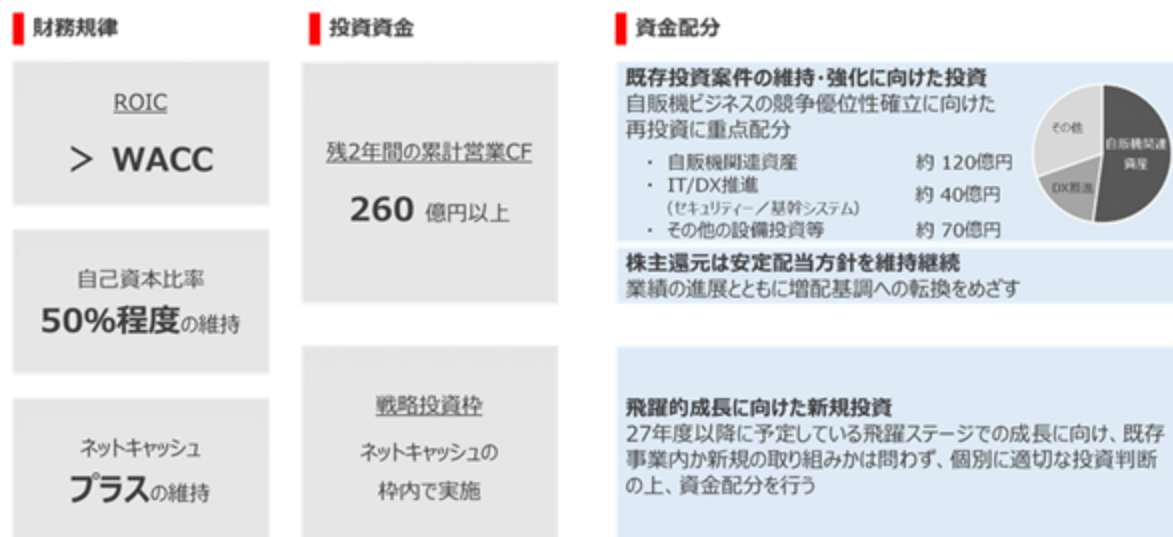 財務規律
ROIC
> WACC
自己資本比率
50%程度の維持
ネットキャッシュ
プラスの維持
投資資金
残2年間の累計営業CF
260 億円以上
戦略投資枠
ネットキャッシュの
枠内で実施
資金配分
既存投資案件の維持・強化に向けた投資
自販機ビジネスの競争優位性確立に向けた
再投資に重点配分
・ 自販機関連資産 約 120億円
・ IT/DX推進 約 40億円
(セキュリティー/基幹システム)
・ その他の設備投資等 約 70億円
その他
自販機関連
資産
DX推進
株主還元は安定配当方針を維持継続
業績の進展とともに増配基調への転換をめざす
飛躍的成長に向けた新規投資
27年度以降に予定している飛躍ステージでの成長に向け、既存
事業内か新規の取り組みかは問わず、個別に適切な投資判断
の上、資金配分を行う